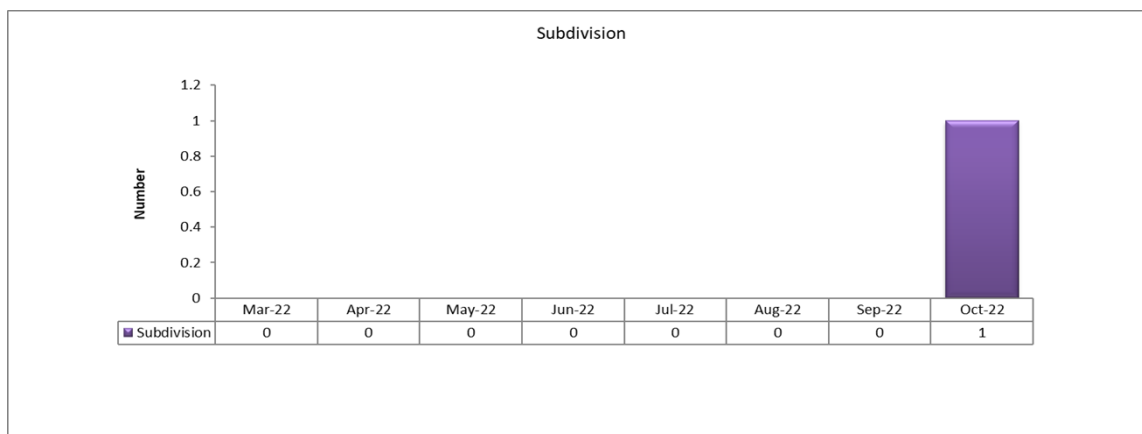 Subdivision
1.2
1
0.8
0.6
0.4
0.2
0
Number
Mar-22 Apr-22 May-22 Jun-22 Jul-22 Aug-22 Sep-22 Oct-22
Subdivision 0 0 0 0 0 0 0 1